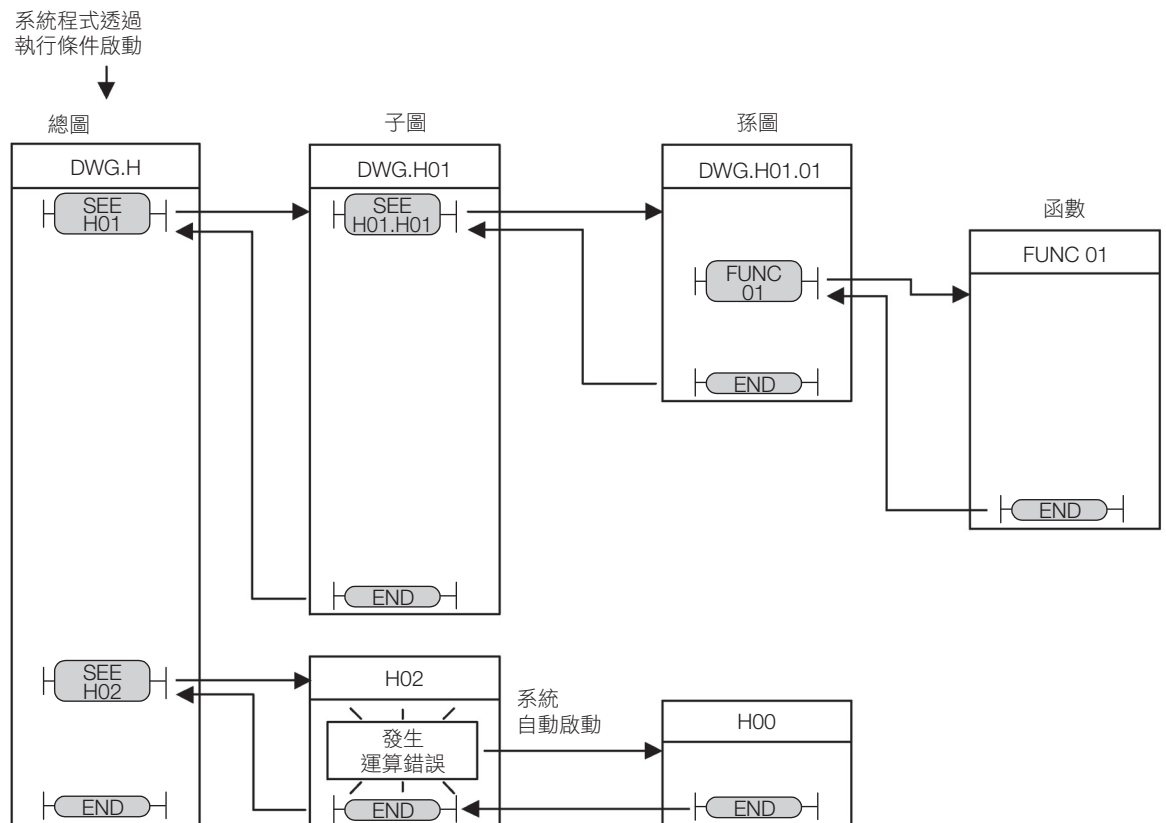 系統程式透過
執行條件啟動
總圖
DWG.H
SEE
H01
SEE
H02
END
子圖
DWG.H01
SEE
H01.H01
END
孫圖
DWG.H01.01
FUNC
01
END
函數
FUNC 01
END
H02
發生
運算錯誤
END
系統
自動啟動
H00
END